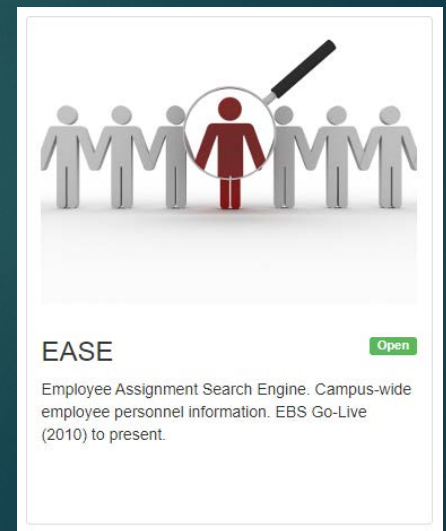 EASE
Open
Employee Assignment Search Engine. Campus-wide
employee personnel information. EBS Go-Live
(2010) to present.